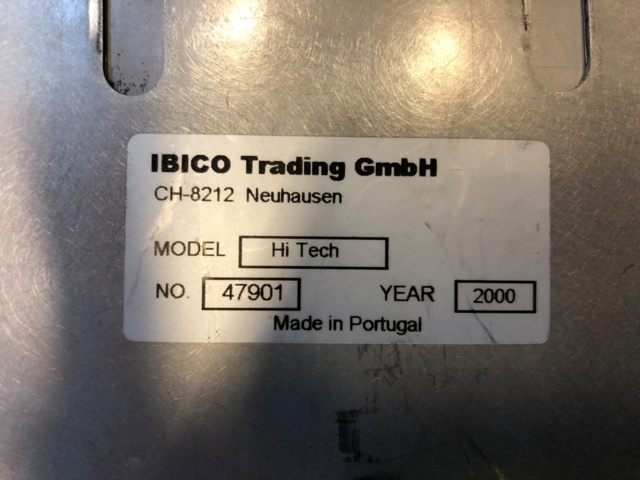 IBICO Trading GmbH
CH-8212 Neuhausen
MODEL Hi Tech
NO. 47901 YEAR 2000
Made in Portugal